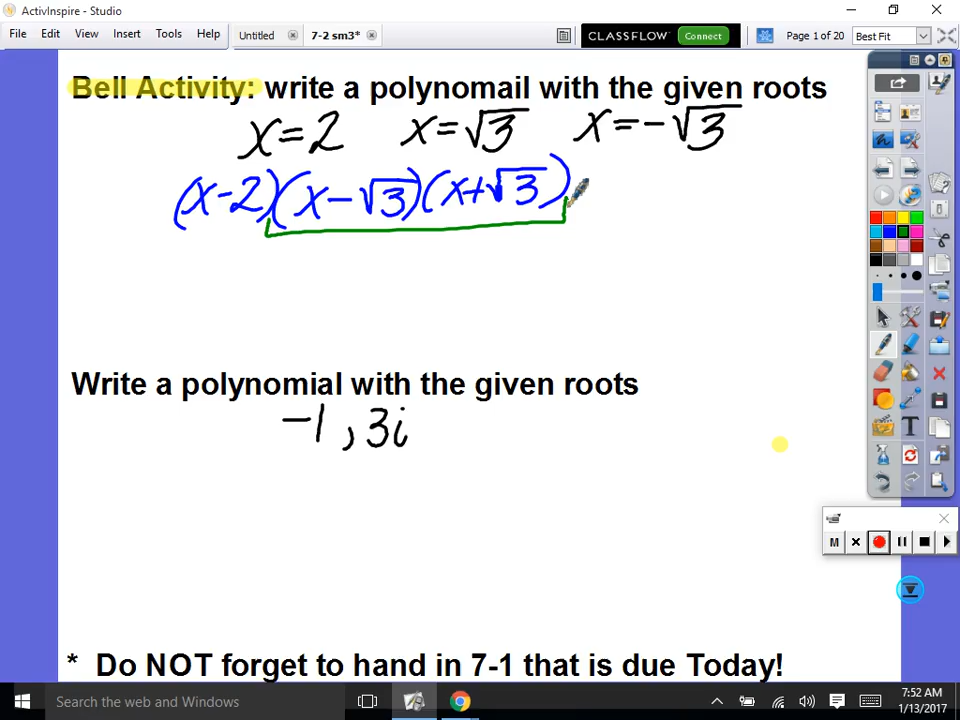 ActivInspire - Studio
File Edit View Insert Tools Help Untitled 7-2 sm3* CLASSFLOW™ Connect Page 1 of 20 Best Fit
Bell Activity: write a polynomail with the given roots
x=2 x=√3 x=-√3
(x-2)(x-√3)(x+√3)
Write a polynomial with the given roots
-1, 3i
M
* Do NOT forget to hand in 7-1 that is due Today!
Search the web and Windows
7:52 AM
1/13/2017